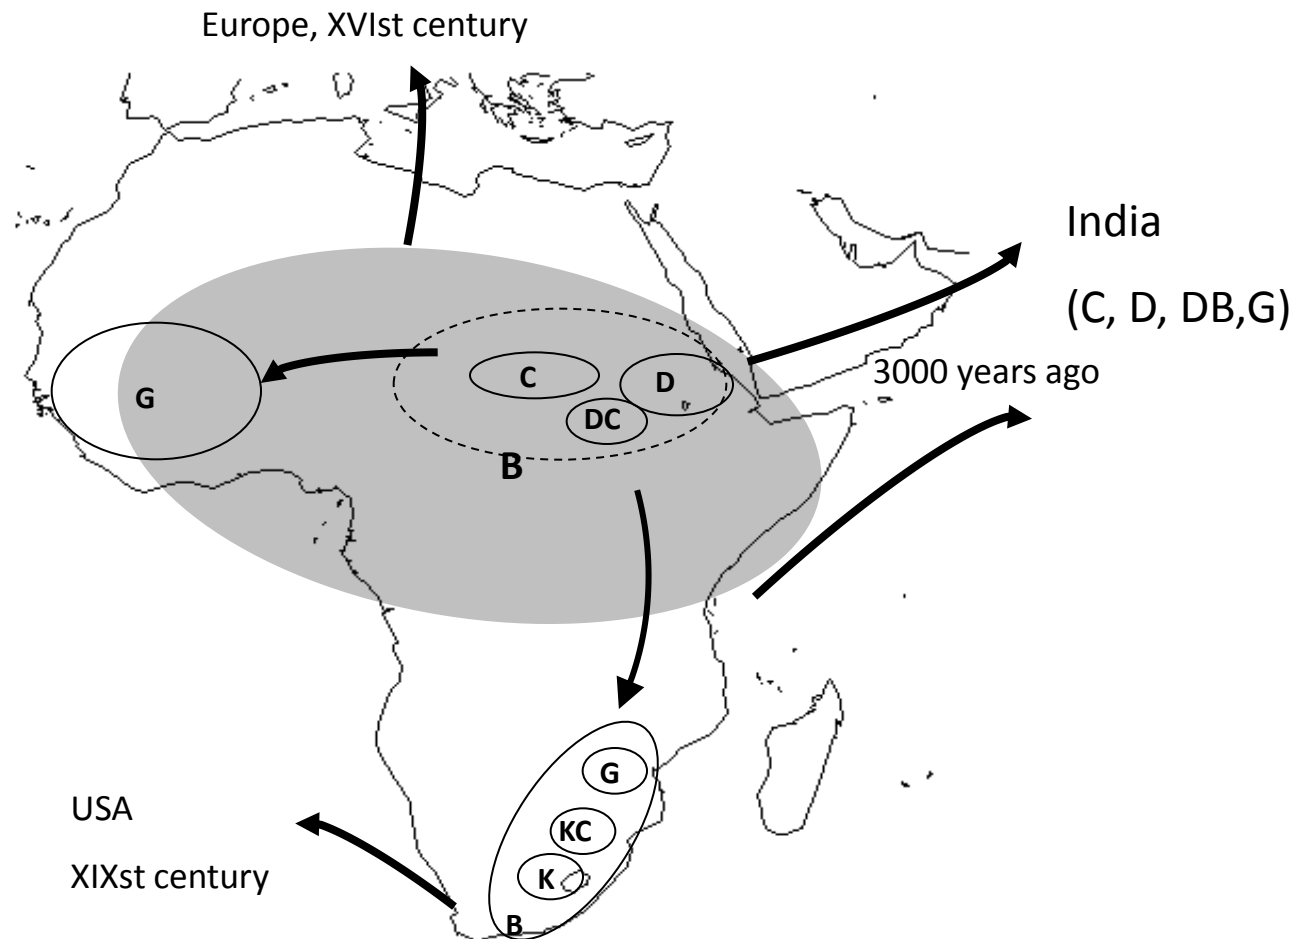 Europe, XVIst century
India
(C, D, DB,G)
3000 years ago
C
D
G
DC
B
G
USA
KC
XIXst century
K
B